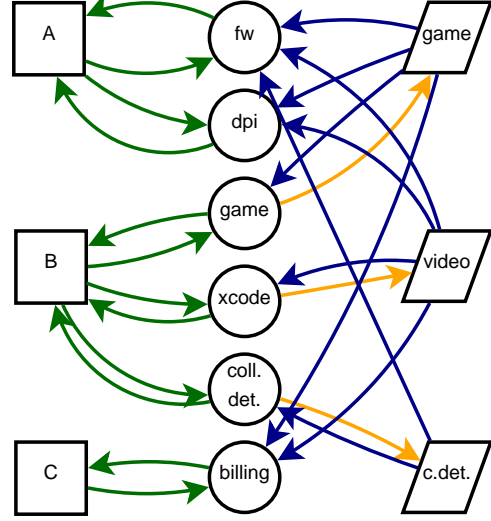 A
fw
game
dpi
game
B
xcode
video
coll.
det.
C
billing
c.det.